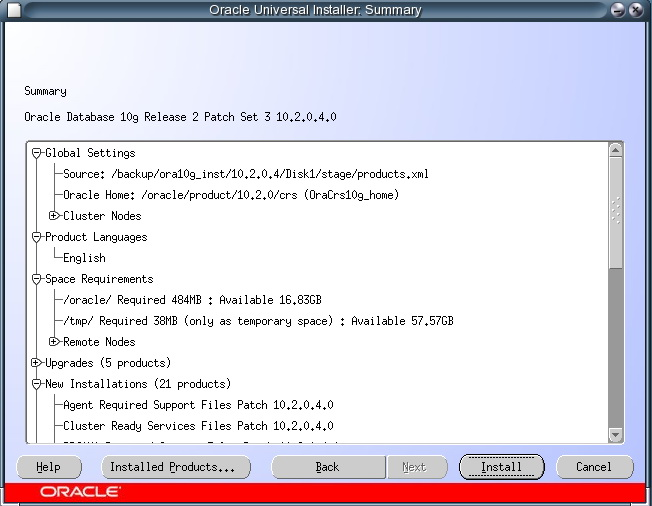 Oracle Universal Installer: Summary
Summary
Oracle Database 10g Release 2 Patch Set 3 10.2.0.4.0
Global Settings
Source: /backup/ora10g_inst/10.2.0.4/Disk1/stage/products.xml
Oracle Home: /oracle/product/10.2.0/crs (OraCrs10g_home)
Cluster Nodes
Product Languages
English
Space Requirements
/oracle/ Required 484MB : Available 16.83GB
/tmp/ Required 38MB (only as temporary space) : Available 57.57GB
Remote Nodes
Upgrades (5 products)
New Installations (21 products)
Agent Required Support Files Patch 10.2.0.4.0
Cluster Ready Services Files Patch 10.2.0.4.0
Help Installed Products... Back Next Install Cancel
ORACLE